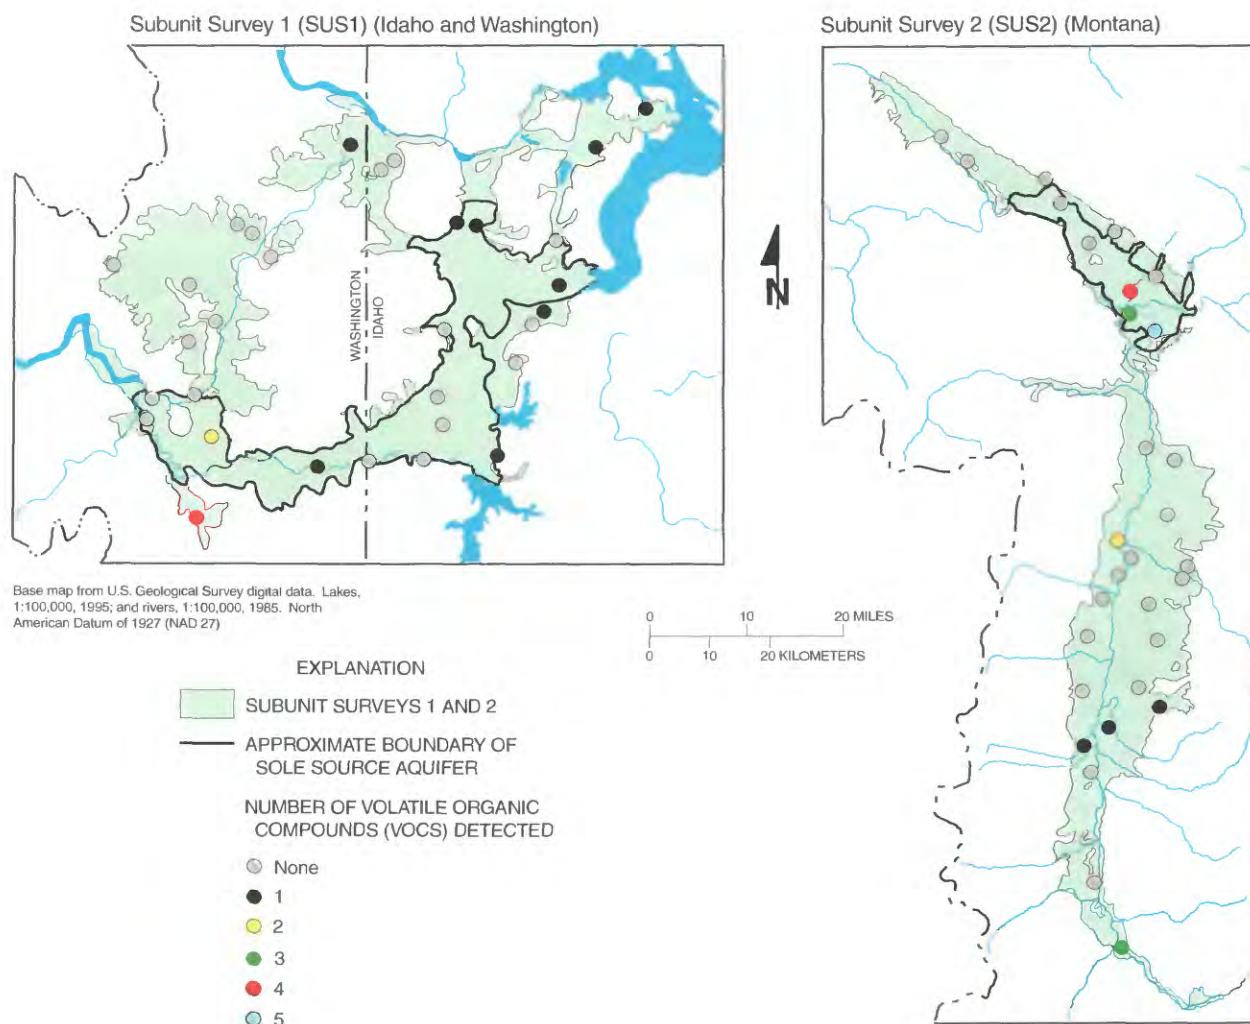 Subunit Survey 1 (SUS1) (Idaho and Washington)
Subunit Survey 2 (SUS2) (Montana)
WASHINGTON
IDAHO
N
Base map from U.S. Geological Survey digital data. Lakes,
1:100,000, 1995; and rivers, 1:100,000, 1985. North
American Datum of 1927 (NAD 27)
0 10 20 MILES
0 10 20 KILOMETERS
EXPLANATION
SUBUNIT SURVEYS 1 AND 2
APPROXIMATE BOUNDARY OF
SOLE SOURCE AQUIFER
NUMBER OF VOLATILE ORGANIC
COMPOUNDS (VOCS) DETECTED
None
1
2
3
4
5